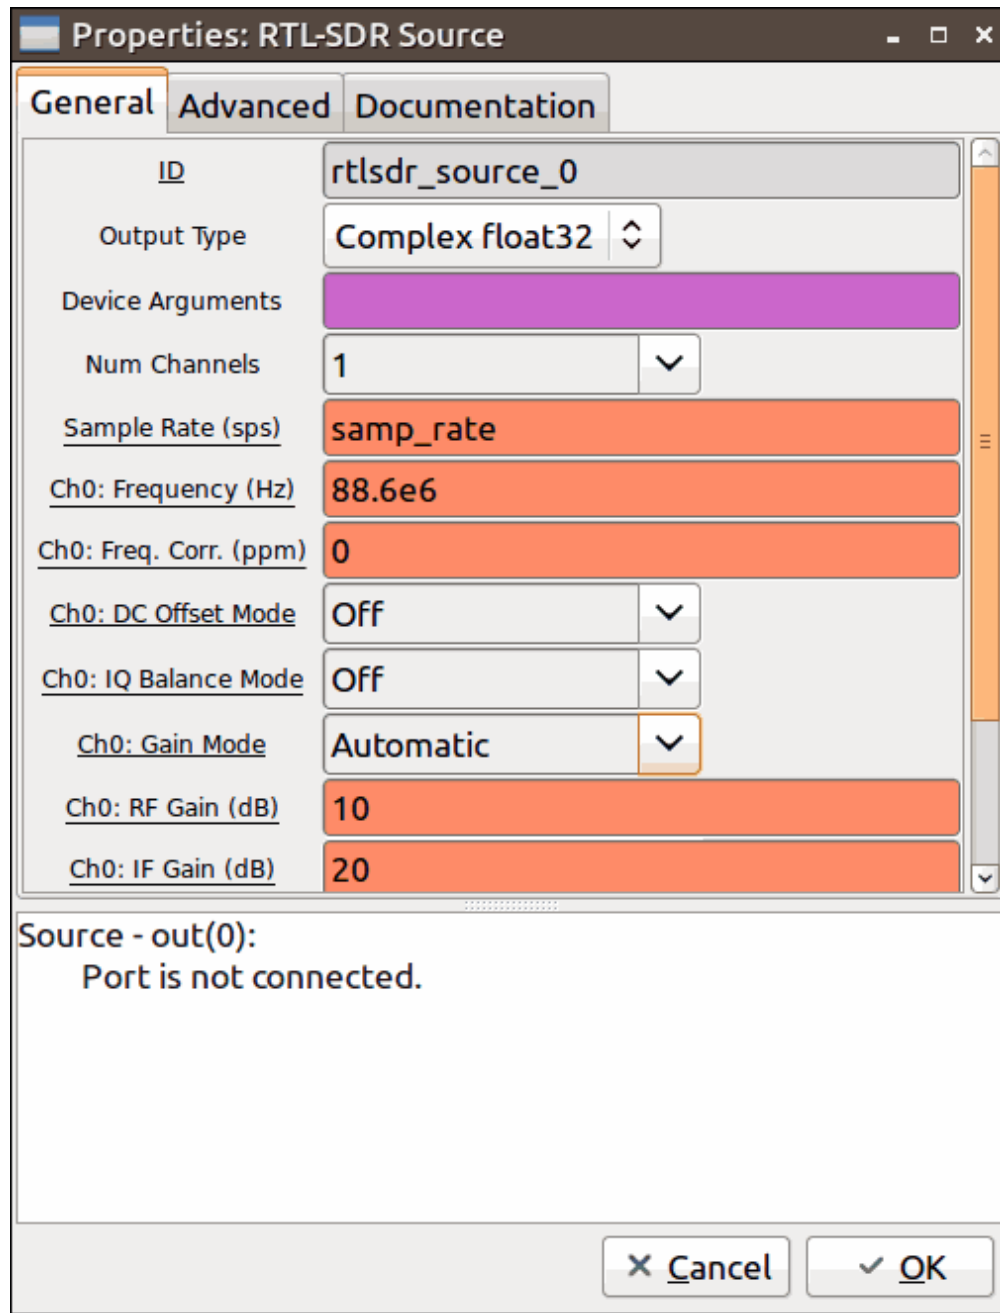 Properties: RTL-SDR Source
General Advanced Documentation
ID rtlsdr_source_0
Output Type Complex float32
Device Arguments
Num Channels 1
Sample Rate (sps) samp_rate
Ch0: Frequency (Hz) 88.6e6
Ch0: Freq. Corr. (ppm) 0
Ch0: DC Offset Mode Off
Ch0: IQ Balance Mode Off
Ch0: Gain Mode Automatic
Ch0: RF Gain (dB) 10
Ch0: IF Gain (dB) 20
Source - out(0):
Port is not connected.
Cancel OK